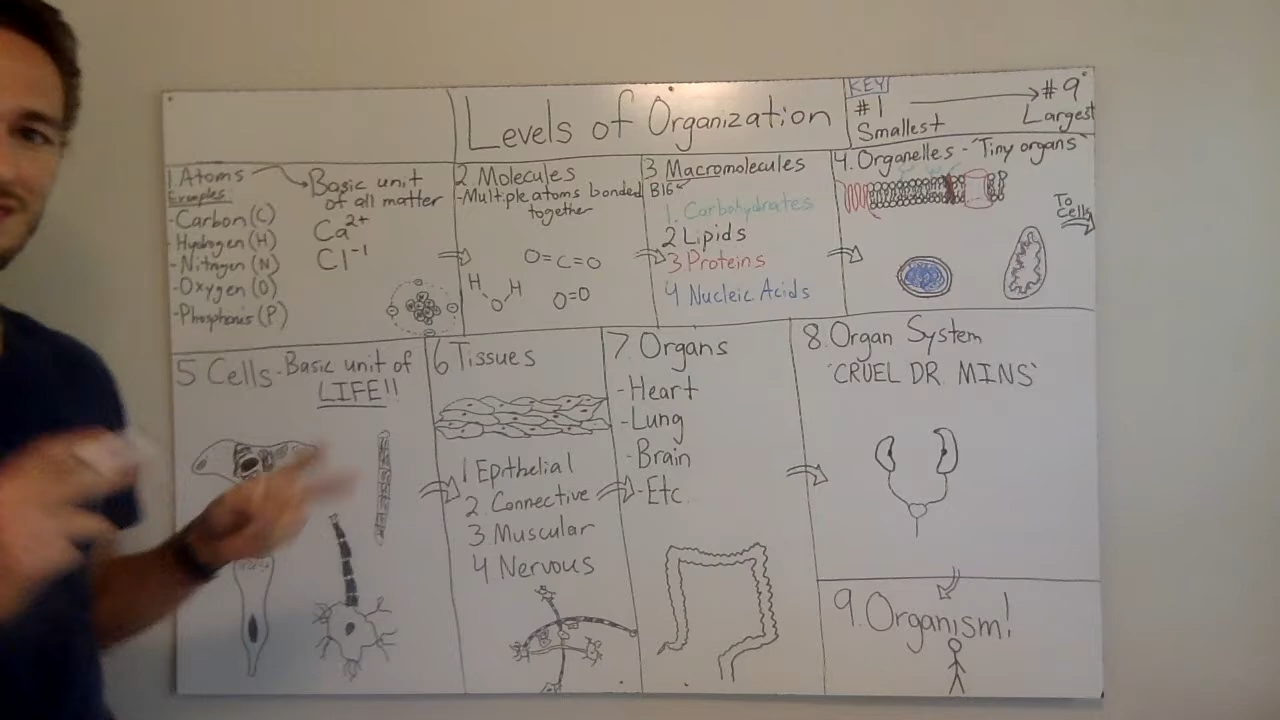 Levels of Organization
KEY
#1 #9
Smallest Largest
1. Atoms
Examples
-Carbon (C)
-Hydrogen (H)
-Nitrogen (N)
-Oxygen (O)
-Phosphorus (P)
Basic unit
of all matter
Ca2+
Cl-1
2 Molecules
-Multiple atoms bonded
together
H H
O
O=C=O
O=O
3 Macromolecules
BIG
1. Carbohydrates
2 Lipids
3 Proteins
4 Nucleic Acids
4. Organelles - "Tiny organs"
To
Cells
5 Cells - Basic unit of
LIFE!!
6 Tissues
1 Epithelial
2. Connective
3 Muscular
4 Nervous
7. Organs
-Heart
-Lung
-Brain
-Etc.
8. Organ System
"CRUEL DR. MINS"
9. Organism!